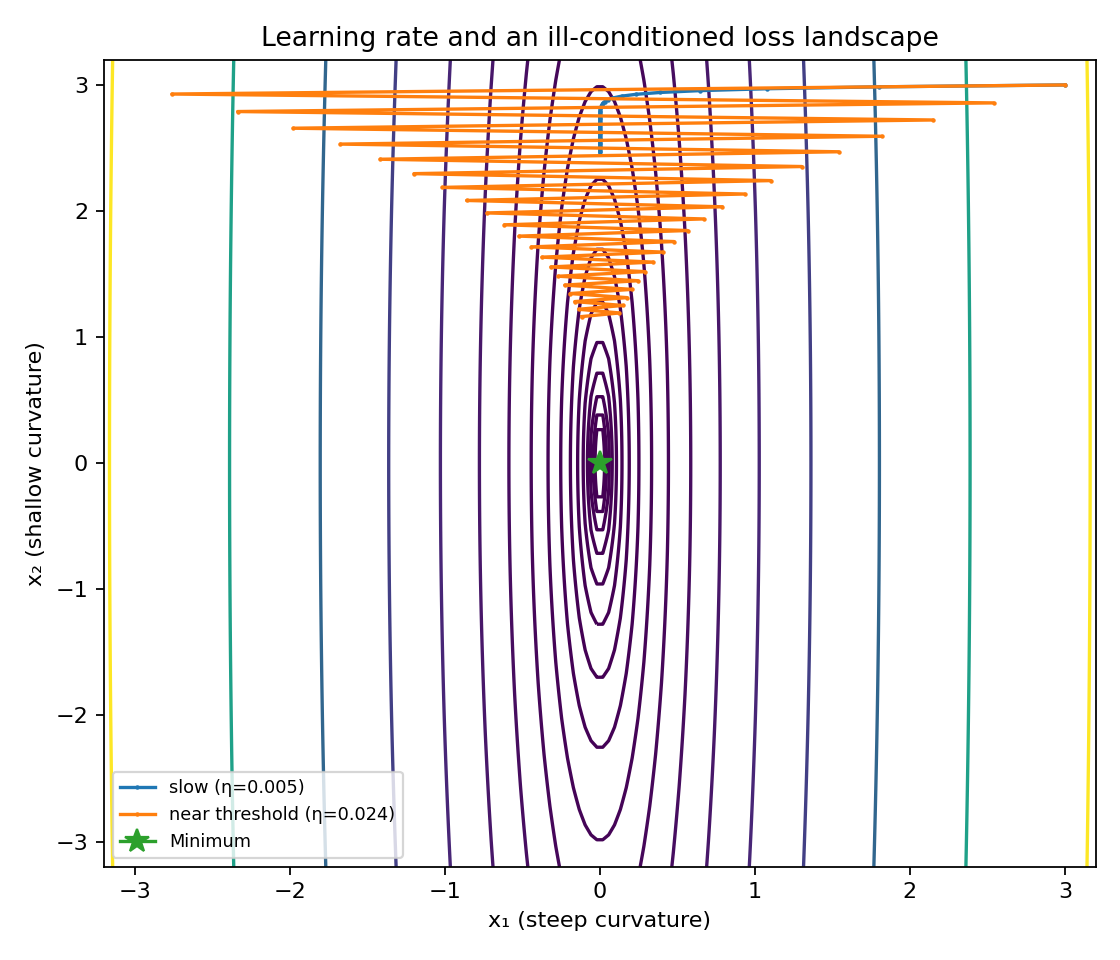 Learning rate and an ill-conditioned loss landscape
3
2
1
0
−1
−2
−3
x₂ (shallow curvature)
slow (η=0.005)
near threshold (η=0.024)
Minimum
−3
−2
−1
0
1
2
3
x₁ (steep curvature)